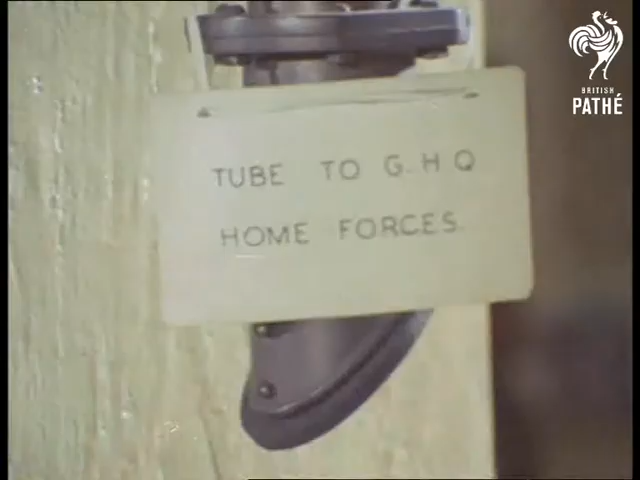 BRITISH
PATHÉ
TUBE TO G.H Q
HOME FORCES.